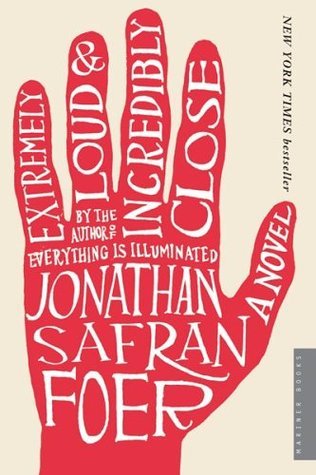 EXTREMELY
LOUD &
INCREDIBLY
CLOSE
BY THE
AUTHOR OF
EVERYTHING IS ILLUMINATED
JONATHAN
SAFRAN
FOER
A NOVEL
NEW YORK TIMES bestseller
MARINER BOOKS